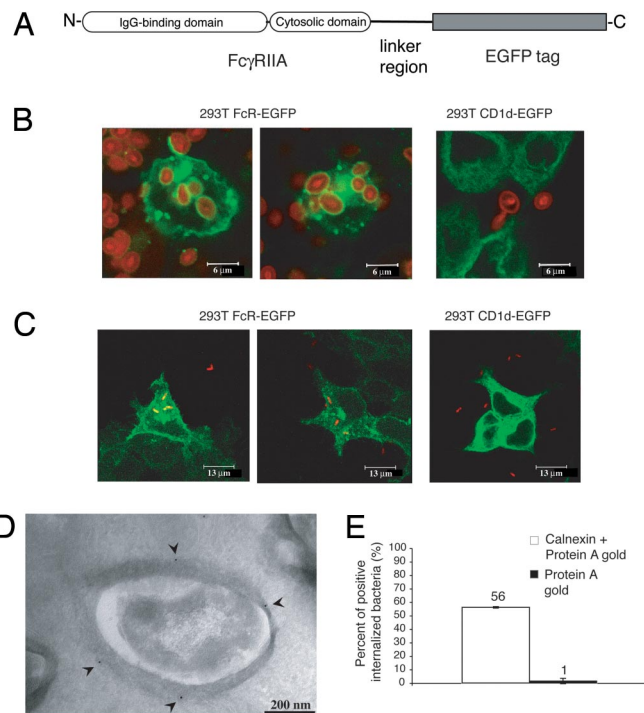 A
N-
IgG-binding domain
Cytosolic domain
-C
FcγRIIA
linker
region
EGFP tag
B
293T FcR-EGFP
293T CD1d-EGFP
6 μm
6 μm
6 μm
C
293T FcR-EGFP
293T CD1d-EGFP
13 μm
13 μm
13 μm
D
200 nm
E
Percent of positive
internalized bacteria (%)
100
90
80
70
60
50
40
30
20
10
0
56
1
Calnexin +
Protein A gold
Protein A
gold